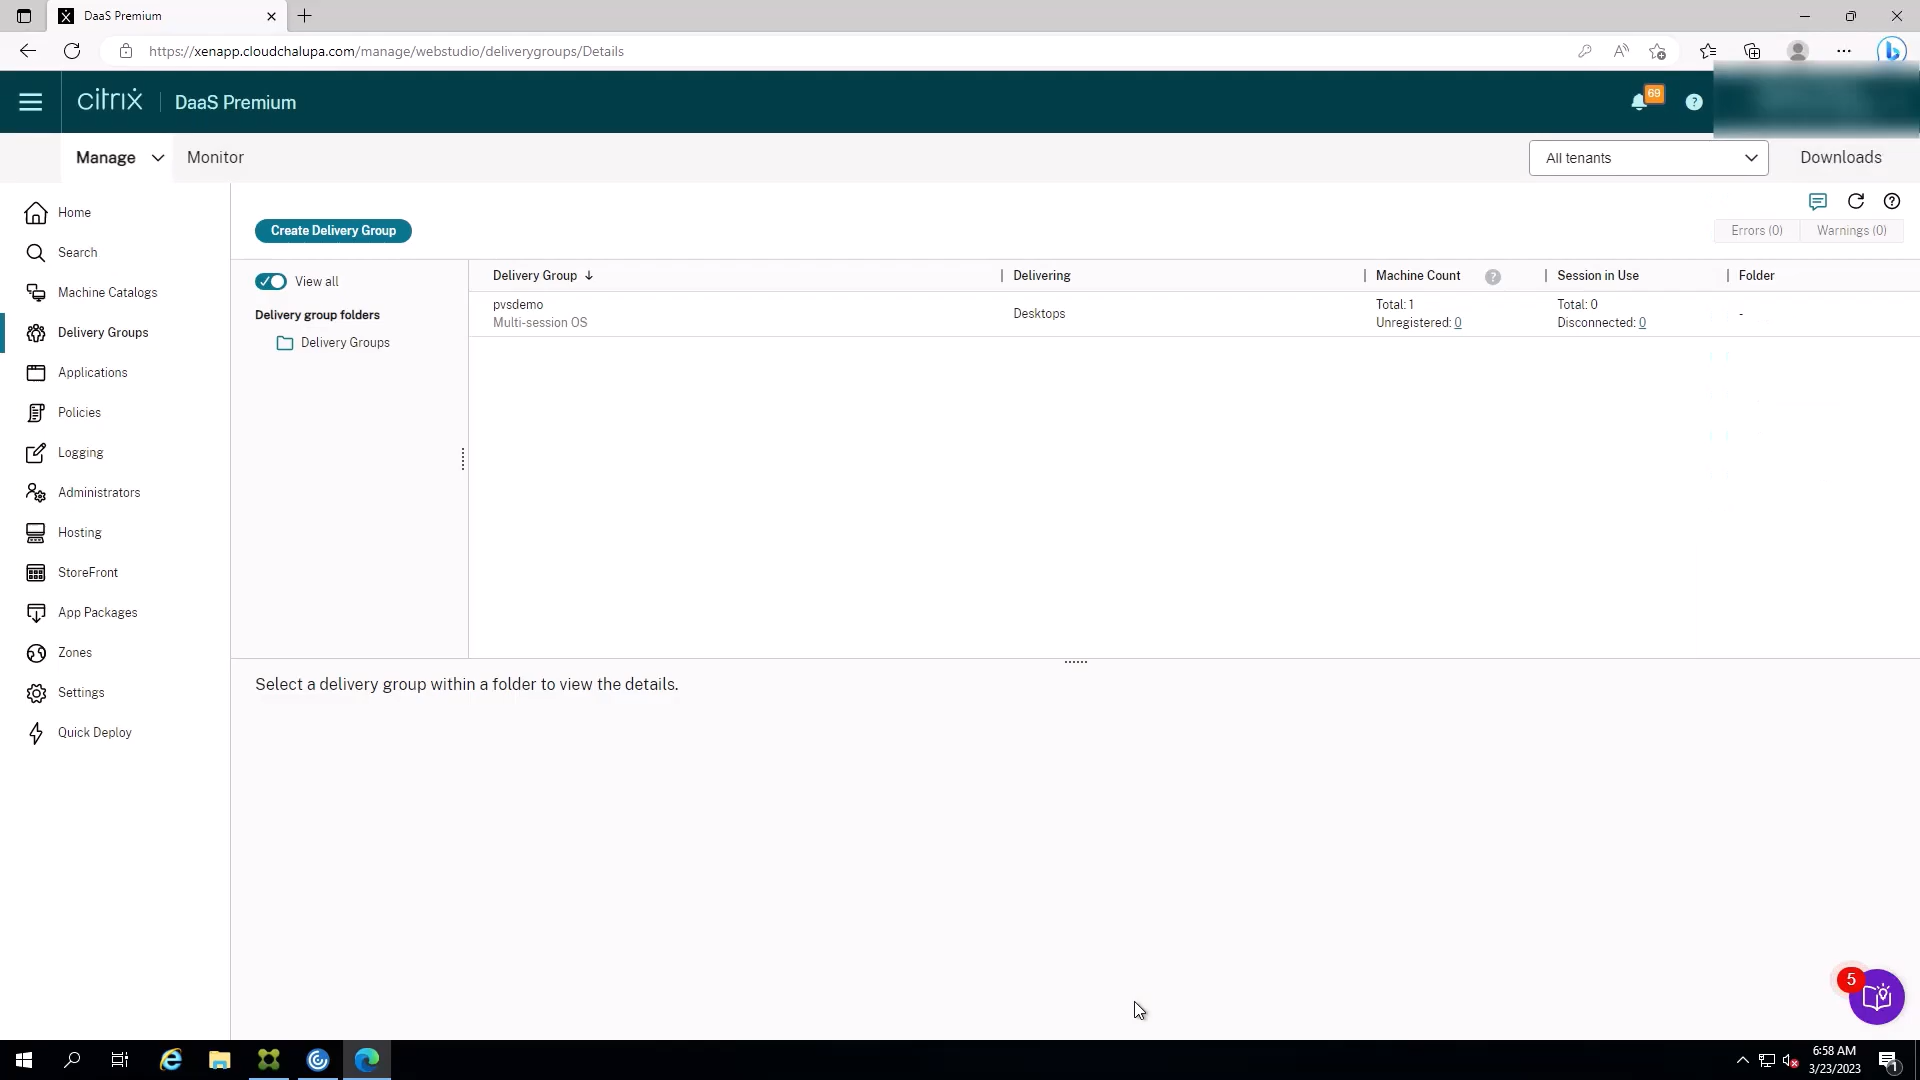 DaaS Premium
https://xenapp.cloudchalupa.com/manage/webstudio/deliverygroups/Details
citrix
DaaS Premium
69
Manage
Monitor
All tenants
Downloads
Home
Search
Machine Catalogs
Delivery Groups
Applications
Policies
Logging
Administrators
Hosting
StoreFront
App Packages
Zones
Settings
Quick Deploy
Create Delivery Group
Errors (0)
Warnings (0)
View all
Delivery group folders
Delivery Groups
Delivery Group
Delivering
Machine Count
Session in Use
Folder
pvsdemo
Multi-session OS
Desktops
Total: 1
Unregistered: 0
Total: 0
Disconnected: 0
-
Select a delivery group within a folder to view the details.
5
6:58 AM
3/23/2023
1